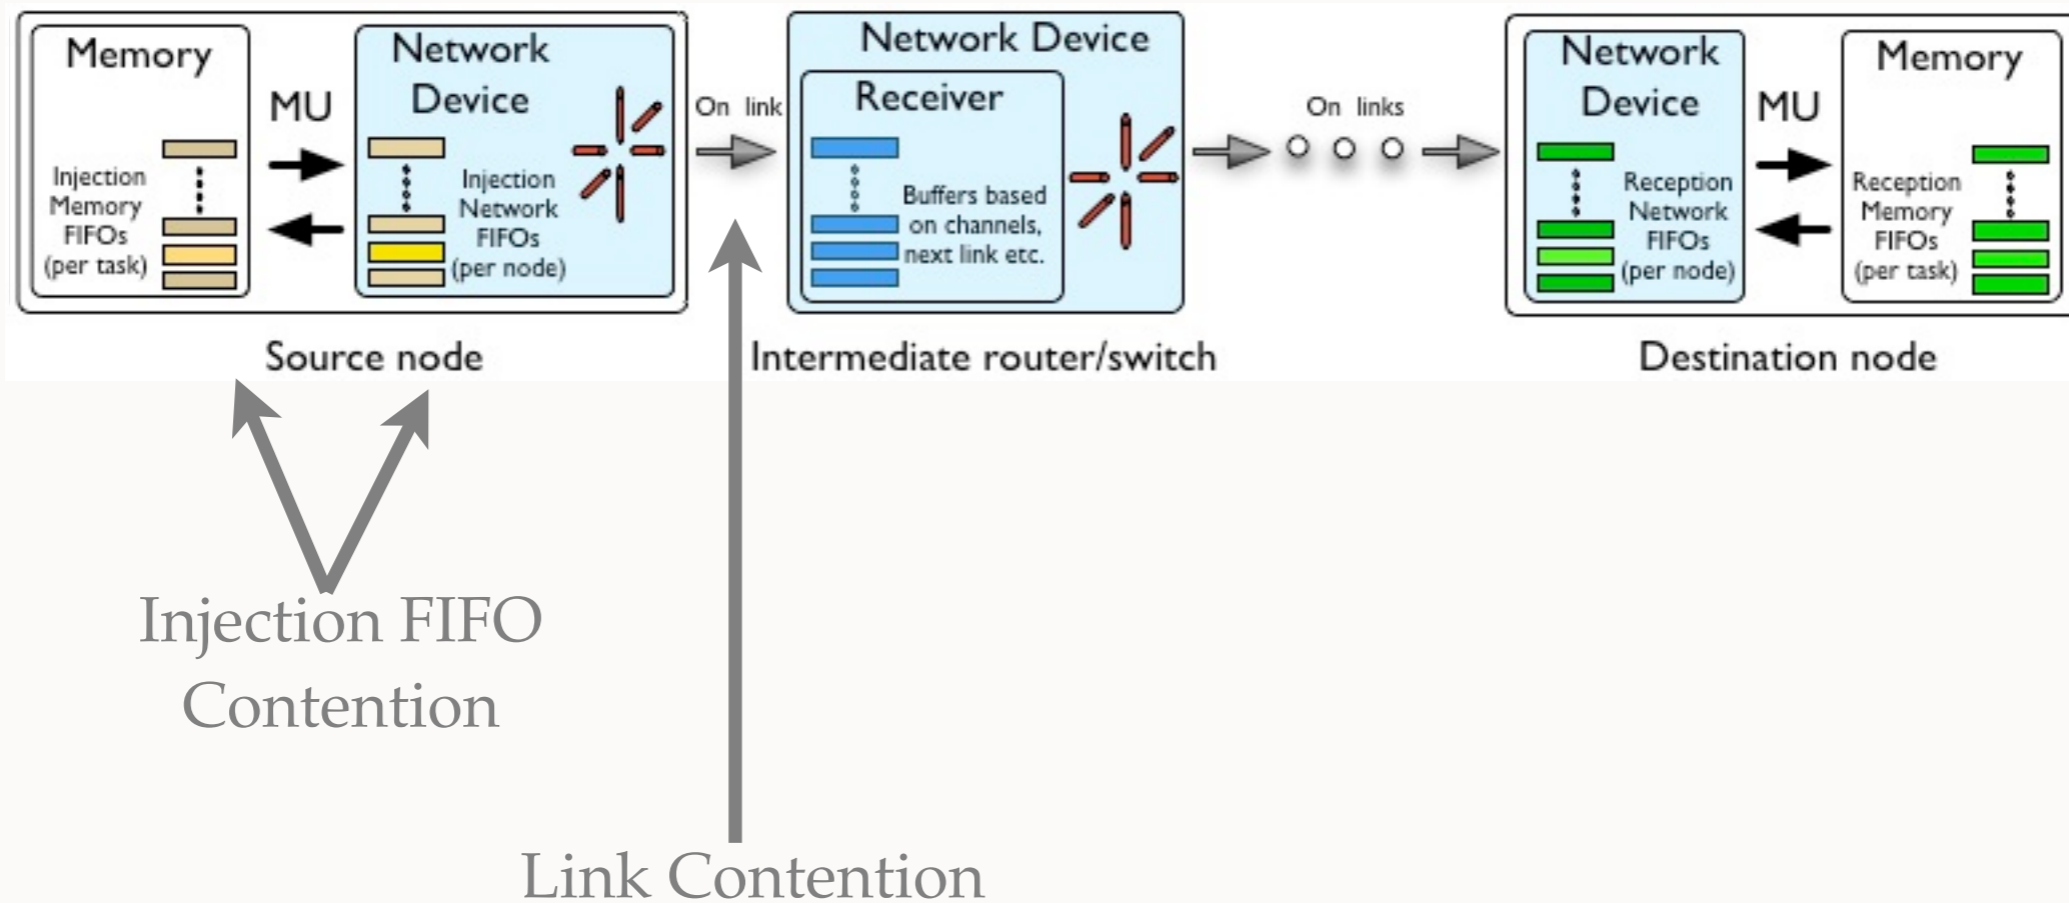 Memory
MU
Injection
Memory
FIFOs
(per task)
Network
Device
Injection
Network
FIFOs
(per node)
Source node
On link
Network Device
Receiver
Buffers based
on channels,
next link etc.
Intermediate router/switch
On links
Network
Device
Reception
Network
FIFOs
(per node)
MU
Memory
Reception
Memory
FIFOs
(per task)
Destination node
Injection FIFO
Contention
Link Contention